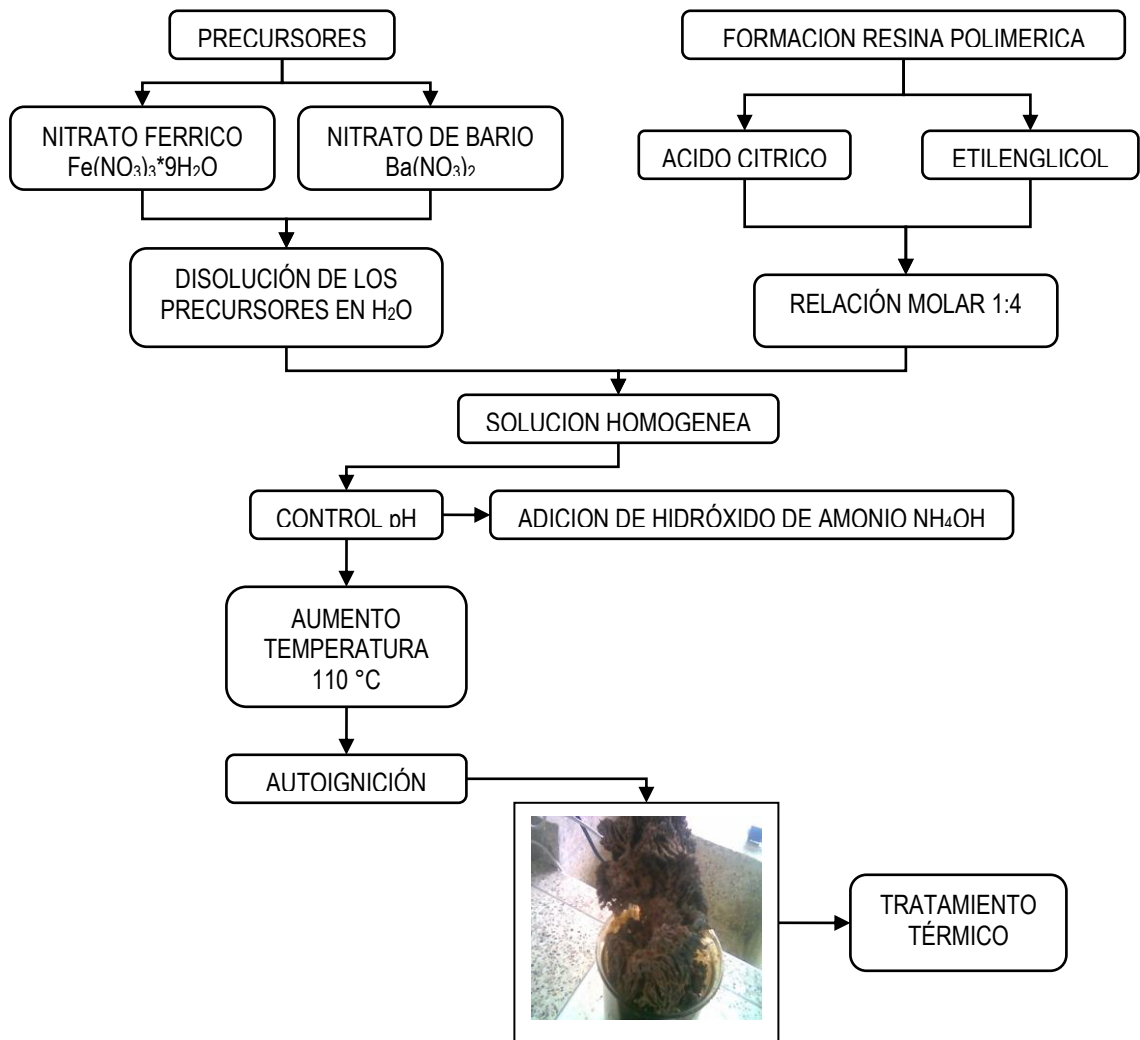 PRECURSORES
FORMACION RESINA POLIMERICA
NITRATO FERRICO
Fe(NO₃)₃*9H₂O
NITRATO DE BARIO
Ba(NO₃)₂
ACIDO CITRICO
ETILENGLICOL
DISOLUCIÓN DE LOS
PRECURSORES EN H₂O
RELACIÓN MOLAR 1:4
SOLUCION HOMOGENEA
CONTROL pH
ADICION DE HIDRÓXIDO DE AMONIO NH₄OH
AUMENTO
TEMPERATURA
110 °C
AUTOIGNICIÓN
TRATAMIENTO
TÉRMICO